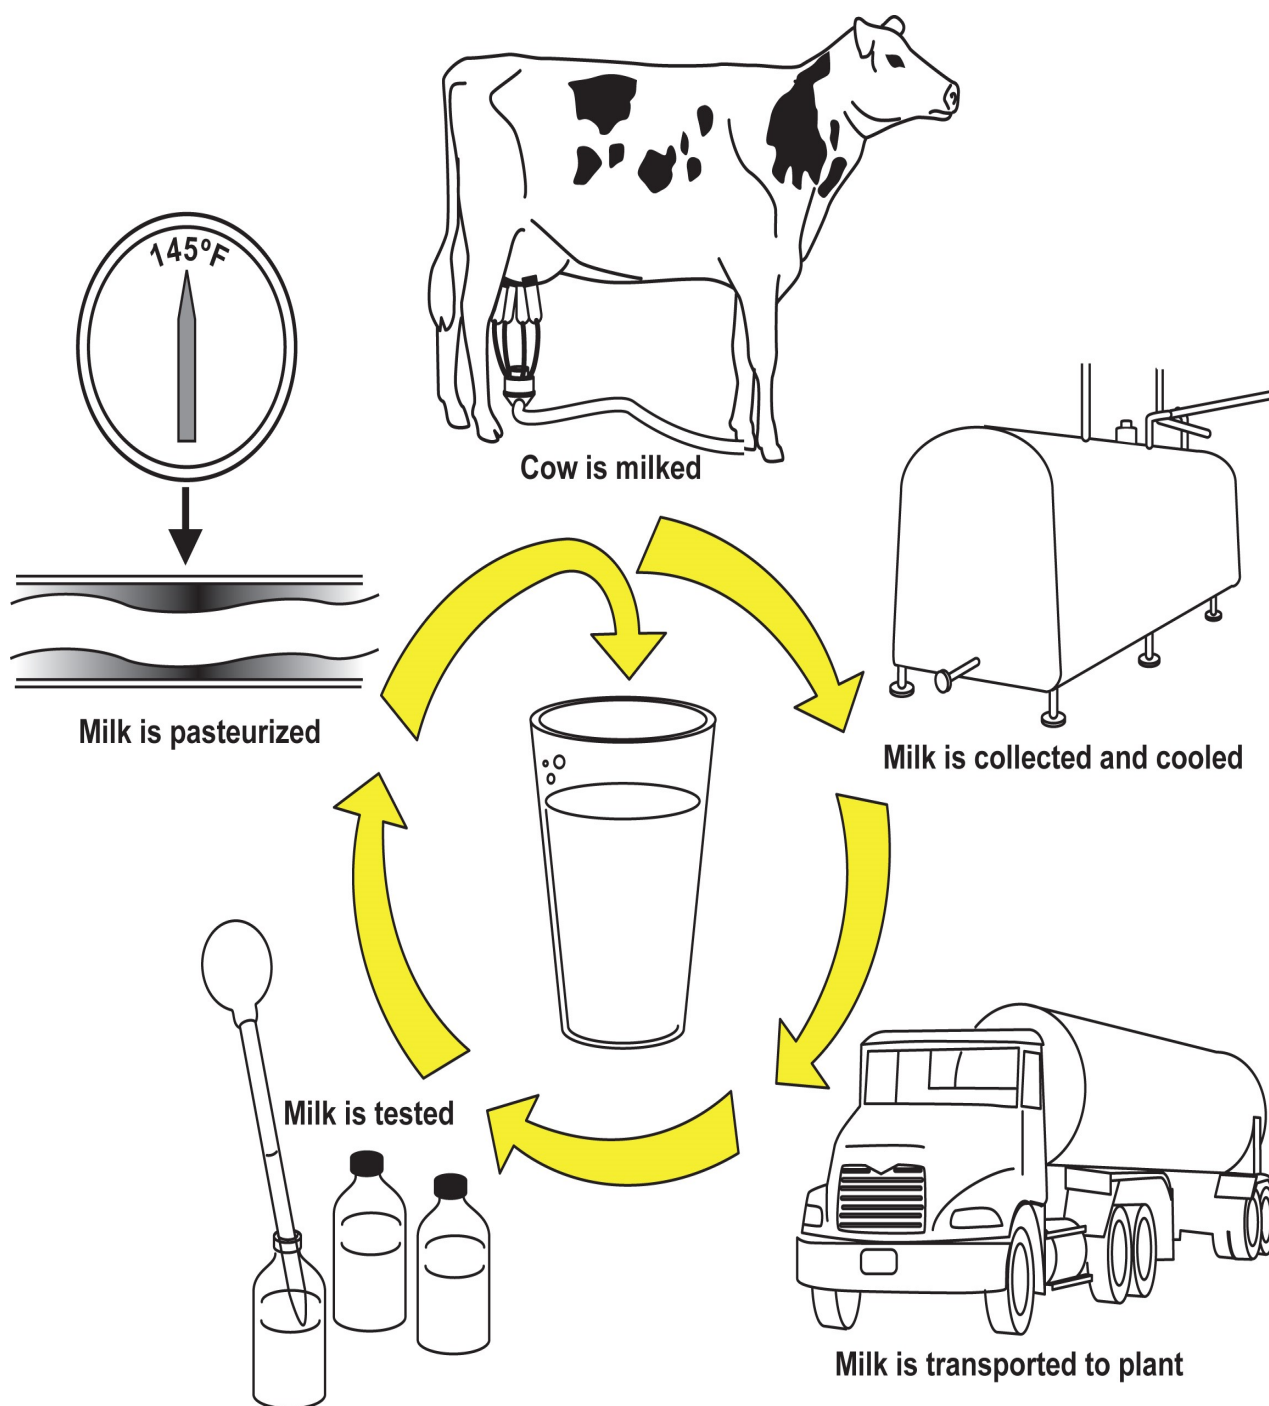 145ºF
Cow is milked
Milk is collected and cooled
Milk is transported to plant
Milk is tested
Milk is pasteurized